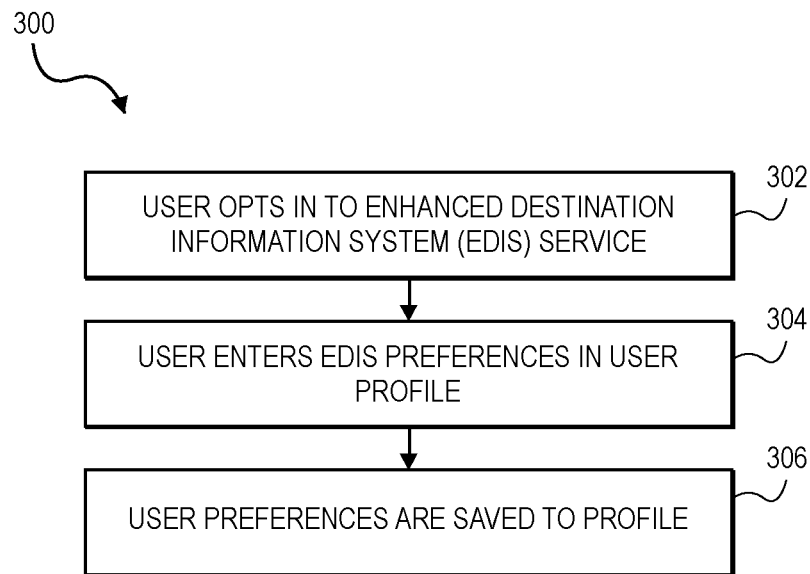 300
302
USER OPTS IN TO ENHANCED DESTINATION
INFORMATION SYSTEM (EDIS) SERVICE
304
USER ENTERS EDIS PREFERENCES IN USER
PROFILE
306
USER PREFERENCES ARE SAVED TO PROFILE